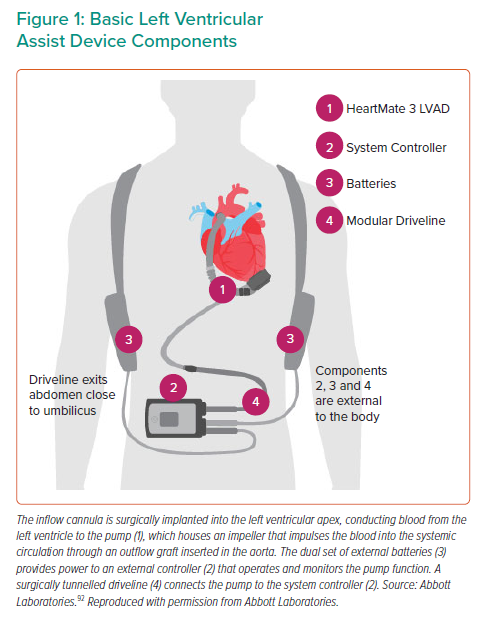 Figure 1: Basic Left Ventricular
Assist Device Components
1 HeartMate 3 LVAD
2 System Controller
3 Batteries
4 Modular Driveline
1
3
3
2
4
Driveline exits
abdomen close
to umbilicus
Components
2, 3 and 4
are external
to the body
The inflow cannula is surgically implanted into the left ventricular apex, conducting blood from the
left ventricle to the pump (1), which houses an impeller that impulses the blood into the systemic
circulation through an outflow graft inserted in the aorta. The dual set of external batteries (3)
provides power to an external controller (2) that operates and monitors the pump function. A
surgically tunnelled driveline (4) connects the pump to the system controller (2). Source: Abbott
Laboratories.92 Reproduced with permission from Abbott Laboratories.